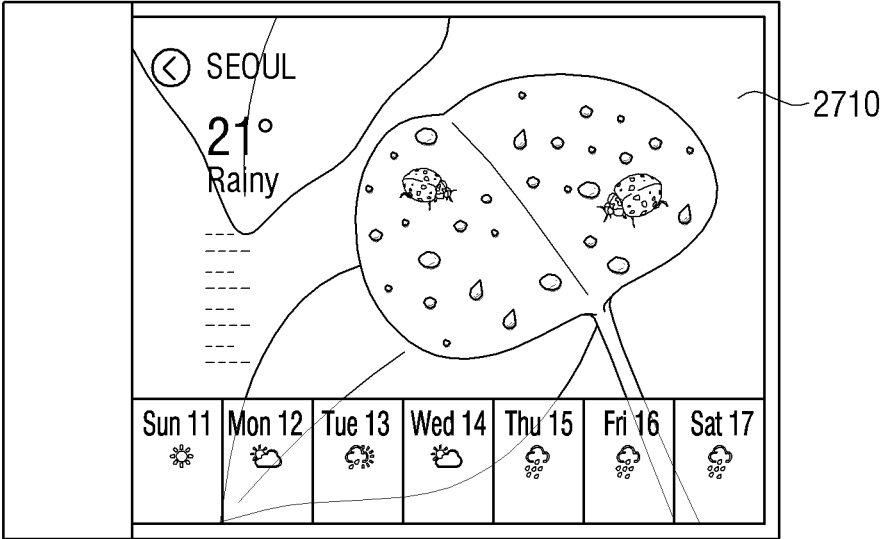 SEOUL
21°
Rainy
2710
Sun 11
Mon 12
Tue 13
Wed 14
Thu 15
Fri 16
Sat 17